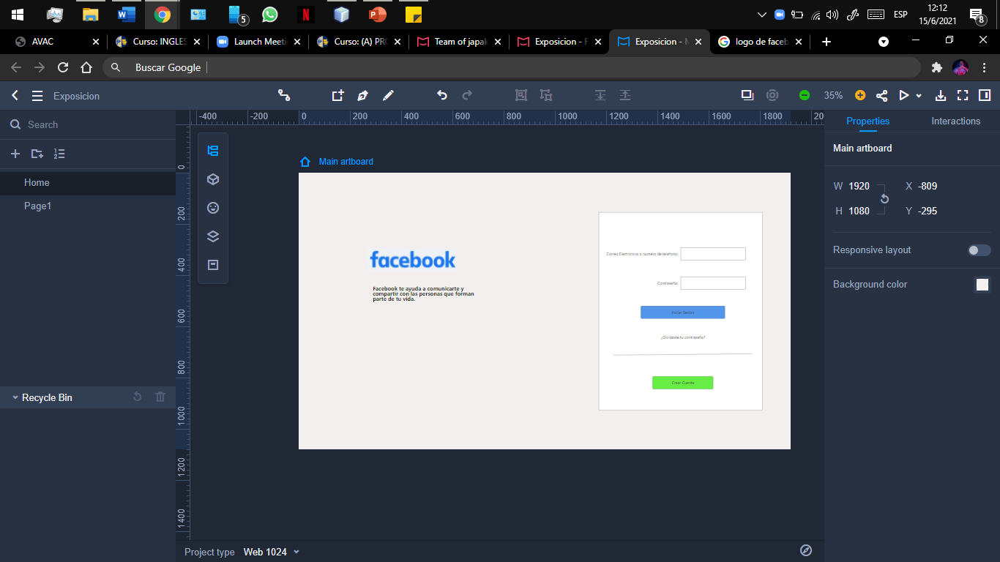 5
ESP
12:12
15/6/2021
8
AVAC
Curso: INGLES
Launch Meeti
Curso: (A) PRO
Team of japak
Exposicion - F
Exposicion - M
logo de faceb
Buscar Google
Exposicion
35%
Search
-400 -200 0 200 400 600 800 1000 1200 1400 1600 1800 20
Properties
Interactions
Home
Page1
Main artboard
Main artboard
W 1920
X -809
H 1080
Y -295
Responsive layout
Background color
0
200
400
600
800
1000
1200
1400
facebook
Facebook te ayuda a comunicarte y
compartir con las personas que forman
parte de tu vida.
Correo Electronico o numero de telefono:
Contraseña:
Iniciar Sesion
¿Olvidaste tu contraseña?
Crear Cuenta
Recycle Bin
Project type
Web 1024